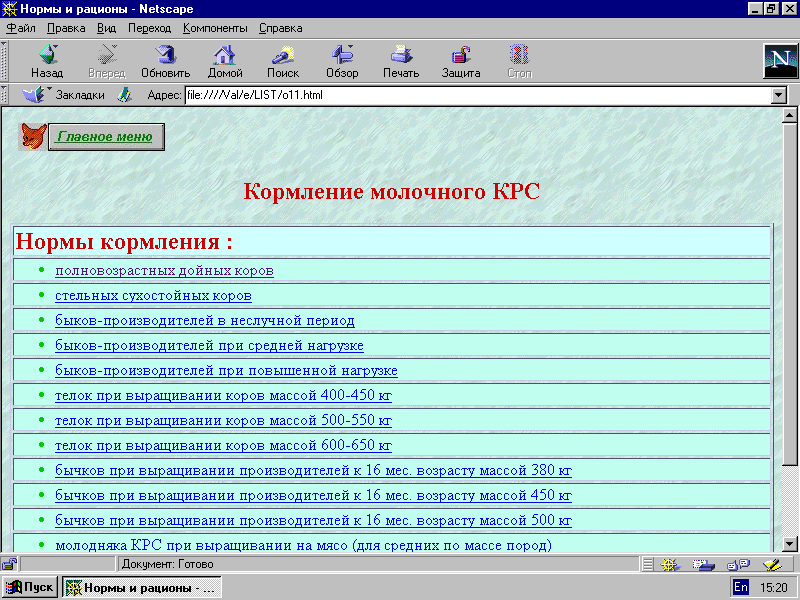 Нормы и рационы - Netscape
Файл Правка Вид Переход Компоненты Справка
Назад Вперед Обновить Домой Поиск Обзор Печать Защита Стоп
N
Закладки Адрес: file:////Val/e/LIST/o11.html
Главное меню
Кормление молочного КРС
Нормы кормления :
полновозрастных дойных коров
стельных сухостойных коров
быков-производителей в неслучной период
быков-производителей при средней нагрузке
быков-производителей при повышенной нагрузке
телок при выращивании коров массой 400-450 кг
телок при выращивании коров массой 500-550 кг
телок при выращивании коров массой 600-650 кг
бычков при выращивании производителей к 16 мес. возрасту массой 380 кг
бычков при выращивании производителей к 16 мес. возрасту массой 450 кг
бычков при выращивании производителей к 16 мес. возрасту массой 500 кг
молодняка КРС при выращивании на мясо (для средних по массе пород)
Документ: Готово
Пуск Нормы и рационы - ... En 15:20